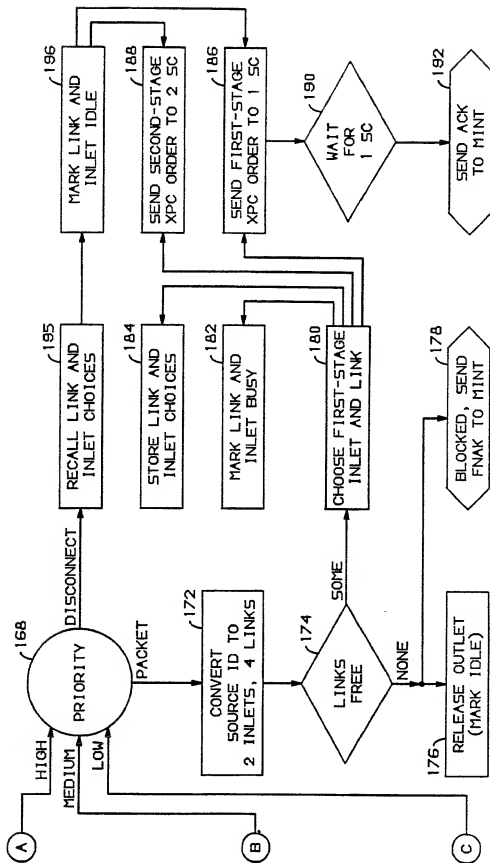 A
B
C
HIGH
MEDIUM
LOW
168
PRIORITY
DISCONNECT
PACKET
172
CONVERT
SOURCE ID TO
2 INLETS, 4 LINKS
174
LINKS
FREE
SOME
NONE
176
RELEASE OUTLET
(MARK IDLE)
178
BLOCKED, SEND
FNAK TO MINT
180
CHOOSE FIRST-STAGE
INLET AND LINK
182
MARK LINK AND
INLET BUSY
184
STORE LINK AND
INLET CHOICES
195
RECALL LINK AND
INLET CHOICES
196
MARK LINK AND
INLET IDLE
188
SEND SECOND-STAGE
XPC ORDER TO 2 SC
186
SEND FIRST-STAGE
XPC ORDER TO 1 SC
190
WAIT
FOR
1 SC
192
SEND ACK
TO MINT